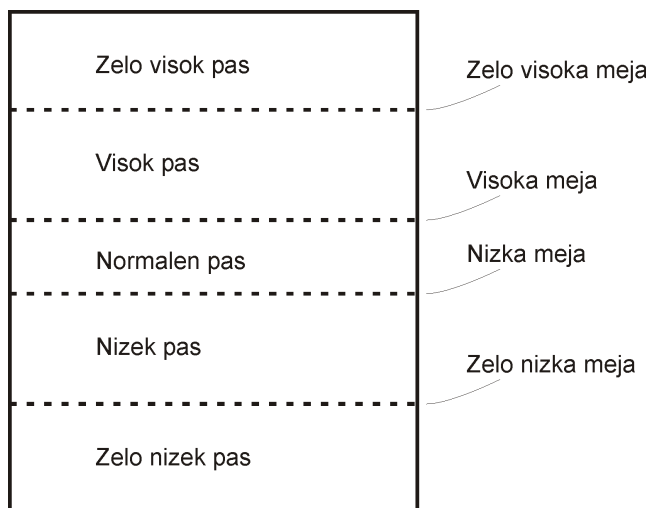 Zelo visok pas
Zelo visoka meja
Visok pas
Visoka meja
Normalen pas
Nizka meja
Nizek pas
Zelo nizka meja
Zelo nizek pas